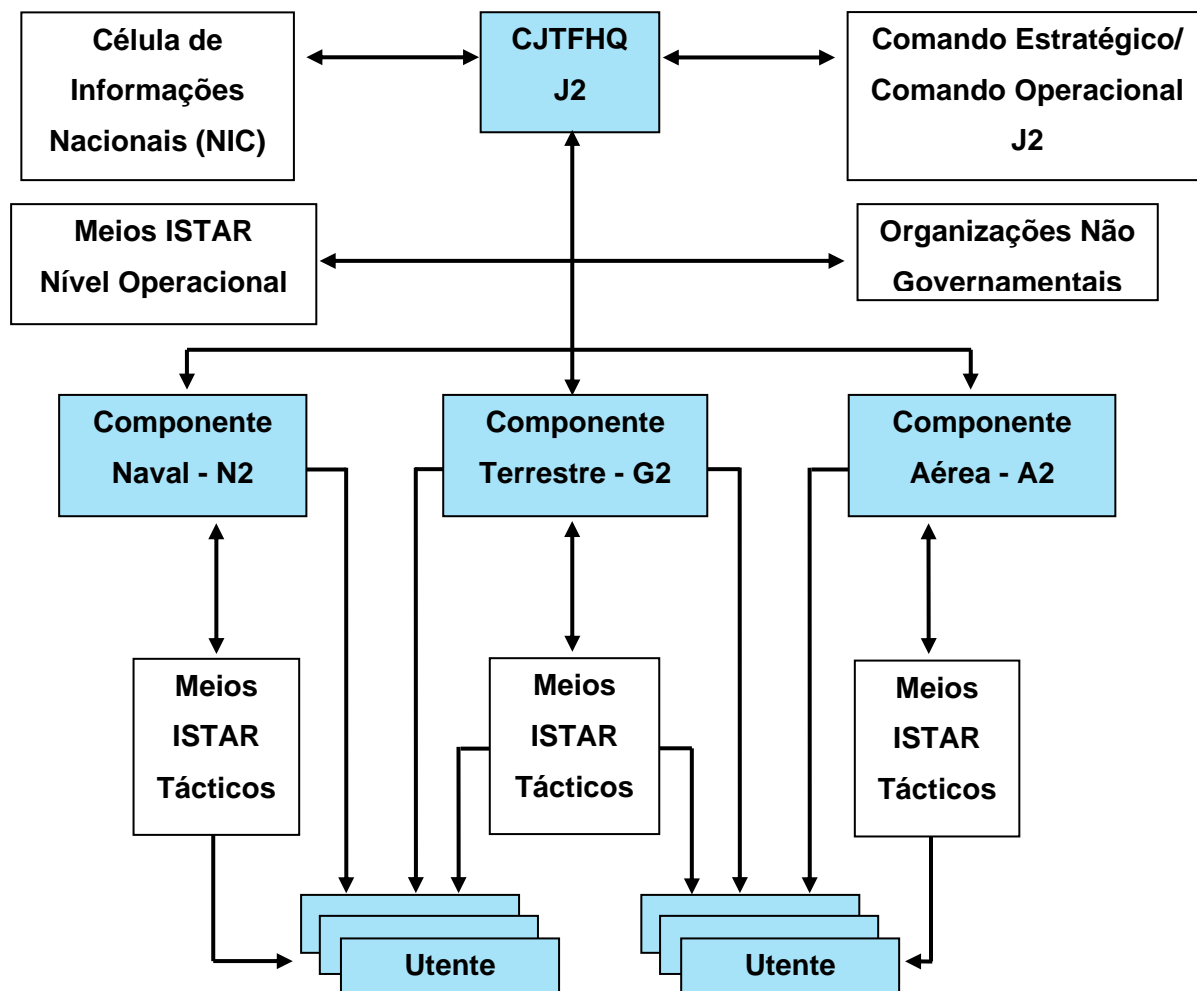 Célula de
Informações
Nacionais (NIC)
CJTFHQ
J2
Comando Estratégico/
Comando Operacional
J2
Meios ISTAR
Nível Operacional
Organizações Não
Governamentais
Componente
Naval - N2
Componente
Terrestre - G2
Componente
Aérea - A2
Meios
ISTAR
Tácticos
Meios
ISTAR
Tácticos
Meios
ISTAR
Tácticos
Utente
Utente